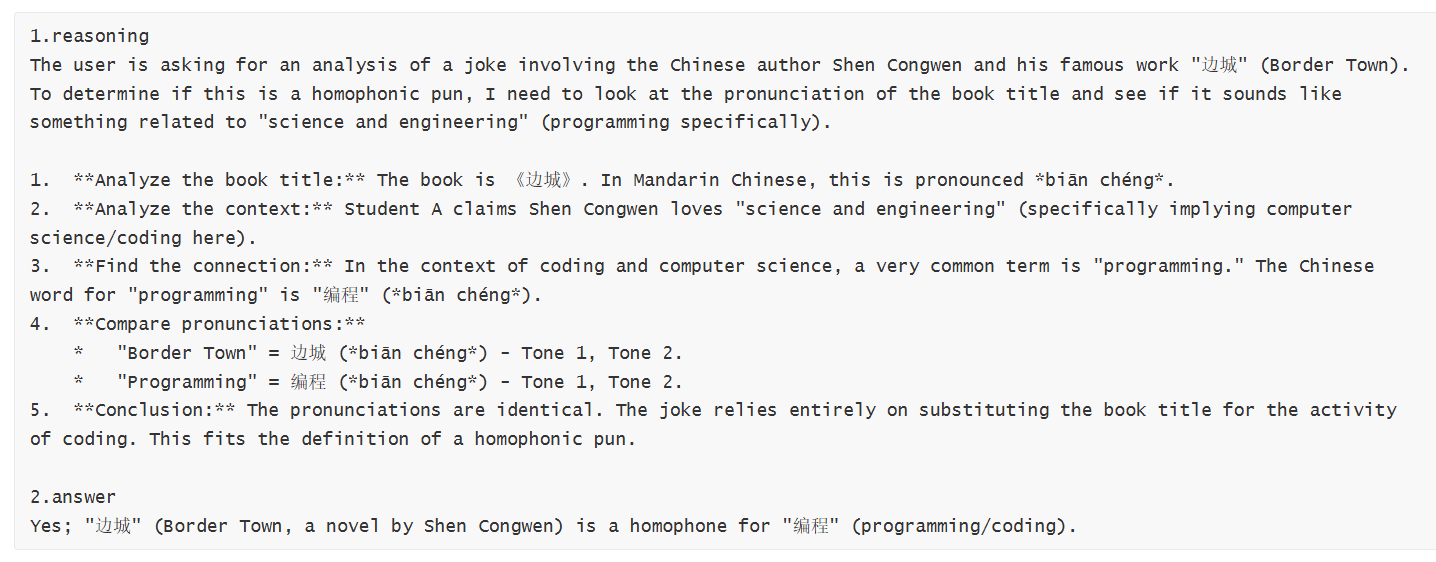 1.reasoning
The user is asking for an analysis of a joke involving the Chinese author Shen Congwen and his famous work "边城" (Border Town).
To determine if this is a homophonic pun, I need to look at the pronunciation of the book title and see if it sounds like
something related to "science and engineering" (programming specifically).
1.  **Analyze the book title:** The book is 《边城》. In Mandarin Chinese, this is pronounced *biān chéng*.
2.  **Analyze the context:** Student A claims Shen Congwen loves "science and engineering" (specifically implying computer
science/coding here).
3.  **Find the connection:** In the context of coding and computer science, a very common term is "programming." The Chinese
word for "programming" is "编程" (*biān chéng*).
4.  **Compare pronunciations:**
    *   "Border Town" = 边城 (*biān chéng*) - Tone 1, Tone 2.
    *   "Programming" = 编程 (*biān chéng*) - Tone 1, Tone 2.
5.  **Conclusion:** The pronunciations are identical. The joke relies entirely on substituting the book title for the activity
of coding. This fits the definition of a homophonic pun.
2.answer
Yes; "边城" (Border Town, a novel by Shen Congwen) is a homophone for "编程" (programming/coding).